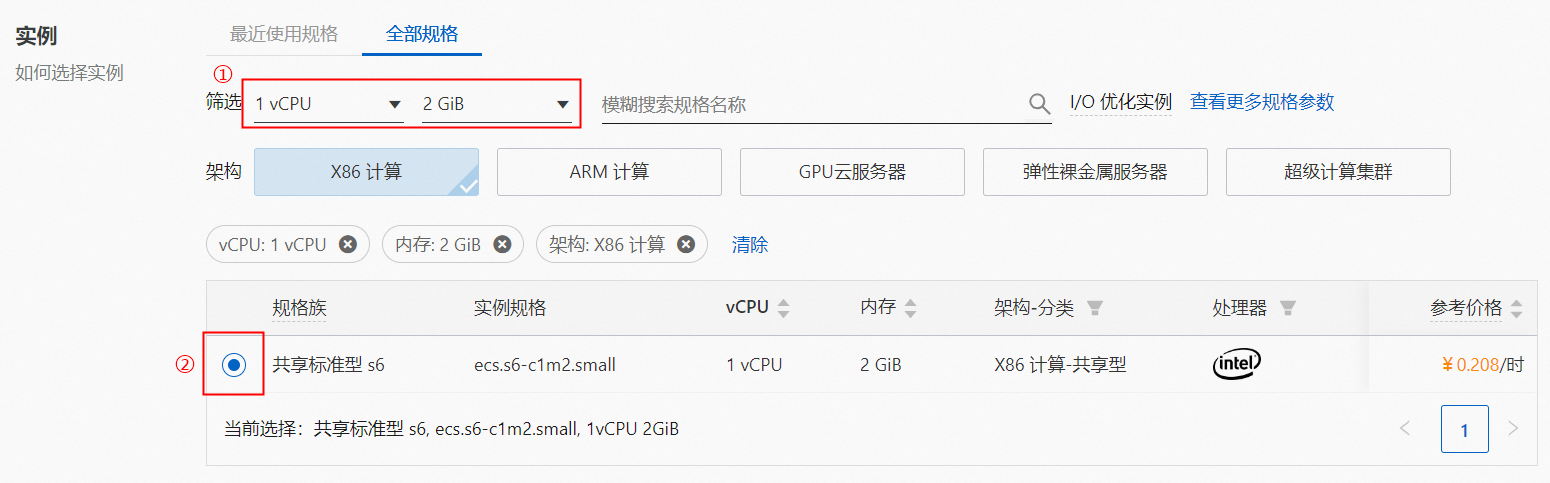 实例
最近使用规格 全部规格
如何选择实例
①
筛选 1 vCPU 2 GiB 模糊搜索规格名称 I/O 优化实例 查看更多规格参数
架构 X86 计算 ARM 计算 GPU云服务器 弹性裸金属服务器 超级计算集群
vCPU: 1 vCPU 内存: 2 GiB 架构: X86 计算 清除
规格族 实例规格 vCPU 内存 架构-分类 处理器 参考价格
② 共享标准型 s6 ecs.s6-c1m2.small 1 vCPU 2 GiB X86 计算-共享型 intel ¥ 0.208/时
当前选择：共享标准型 s6, ecs.s6-c1m2.small, 1vCPU 2GiB 1